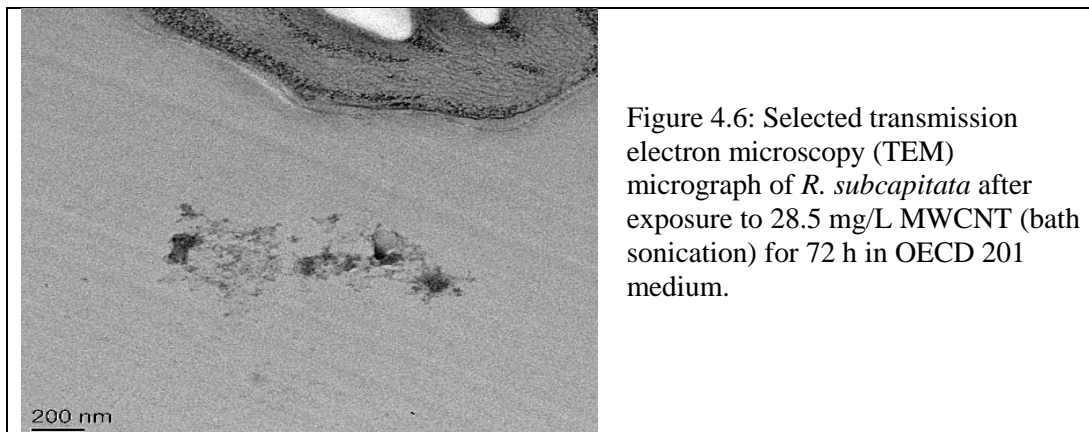 Figure 4.6: Selected transmission
electron microscopy (TEM)
micrograph of R. subcapitata after
exposure to 28.5 mg/L MWCNT (bath
sonication) for 72 h in OECD 201
medium.
200 nm